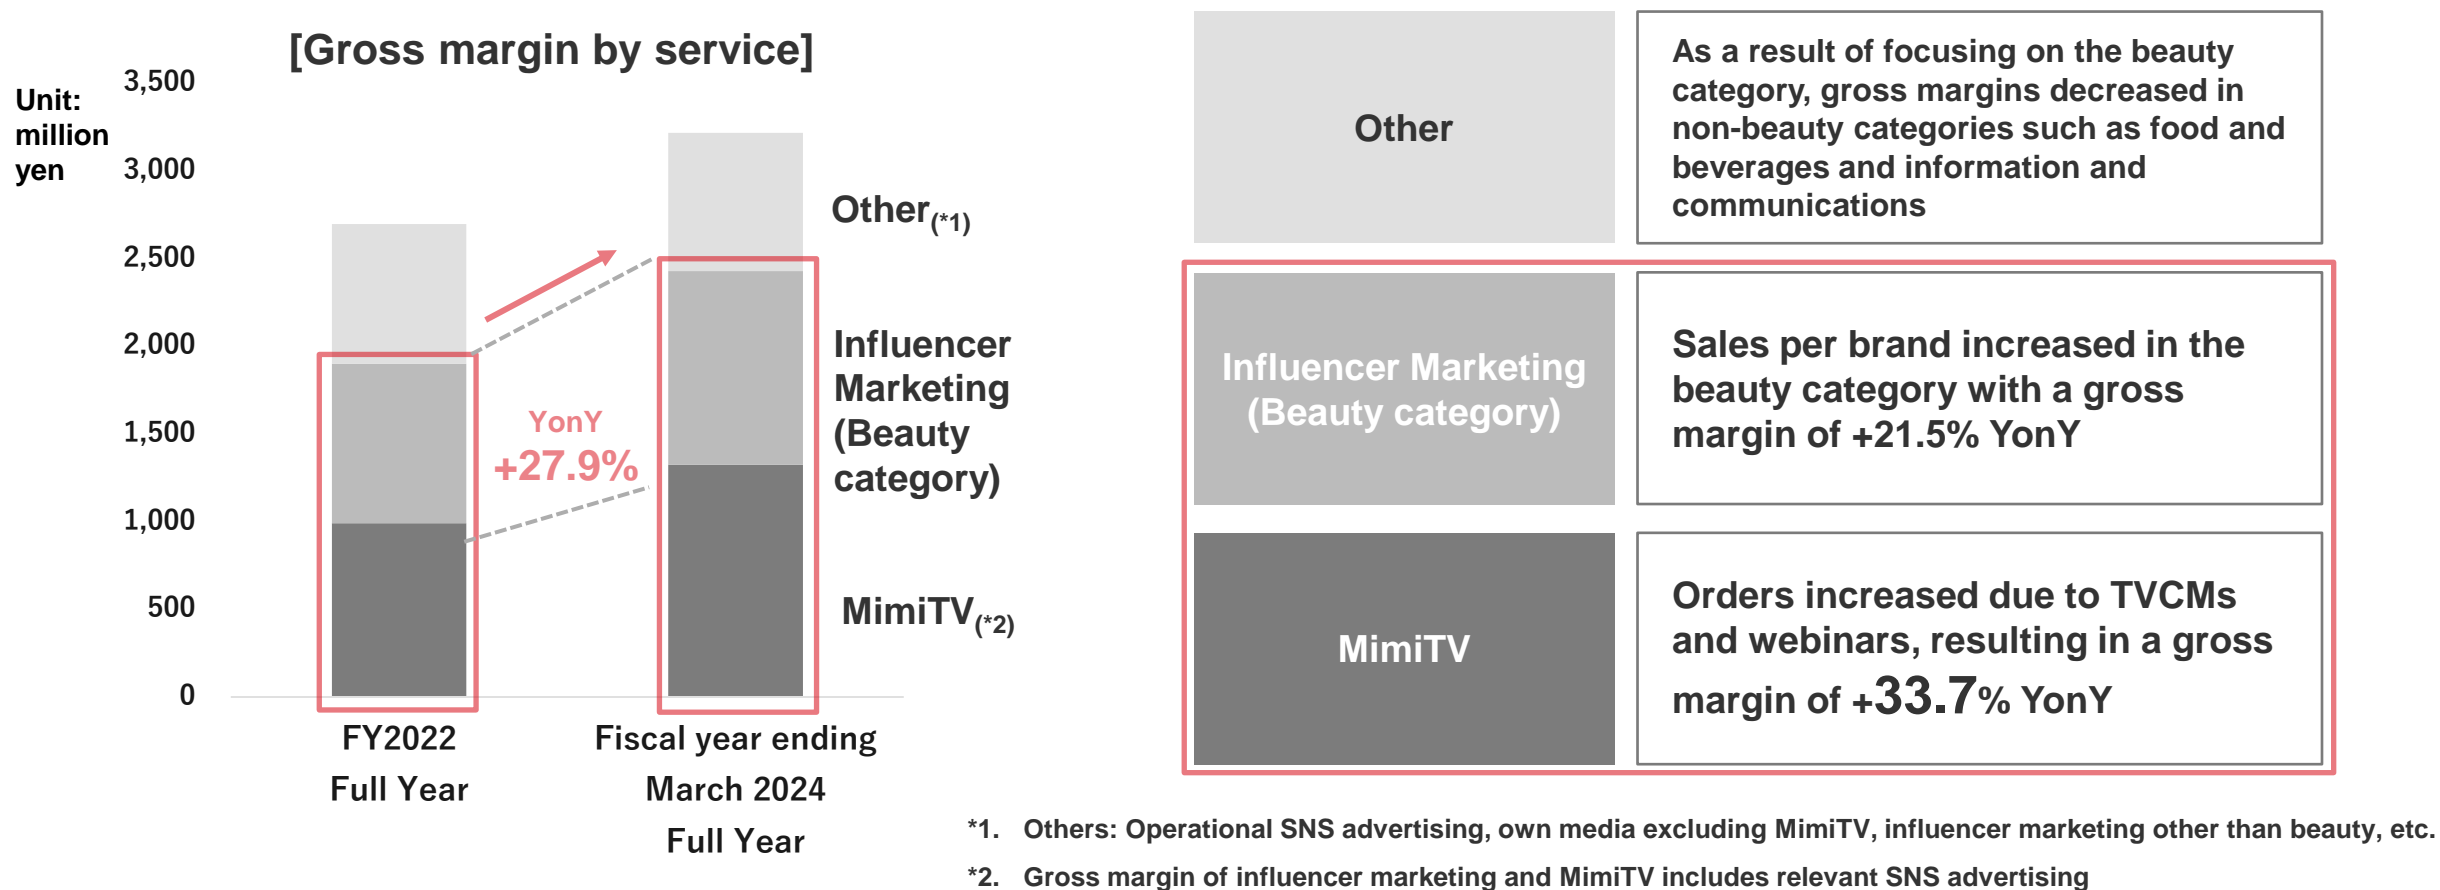 [Gross margin by service]
Unit:
million
yen
3,500
3,000
2,500
2,000
1,500
1,000
500
0
YonY
+27.9%
Other(*1)
Influencer
Marketing
(Beauty
category)
MimiTV(*2)
FY2022
Full Year
Fiscal year ending
March 2024
Full Year
Other
As a result of focusing on the beauty
category, gross margins decreased in
non-beauty categories such as food and
beverages and information and
communications
Influencer Marketing
(Beauty category)
Sales per brand increased in the
beauty category with a gross
margin of +21.5% YonY
MimiTV
Orders increased due to TVCMs
and webinars, resulting in a gross
margin of +33.7% YonY
*1. Others: Operational SNS advertising, own media excluding MimiTV, influencer marketing other than beauty, etc.
*2. Gross margin of influencer marketing and MimiTV includes relevant SNS advertising